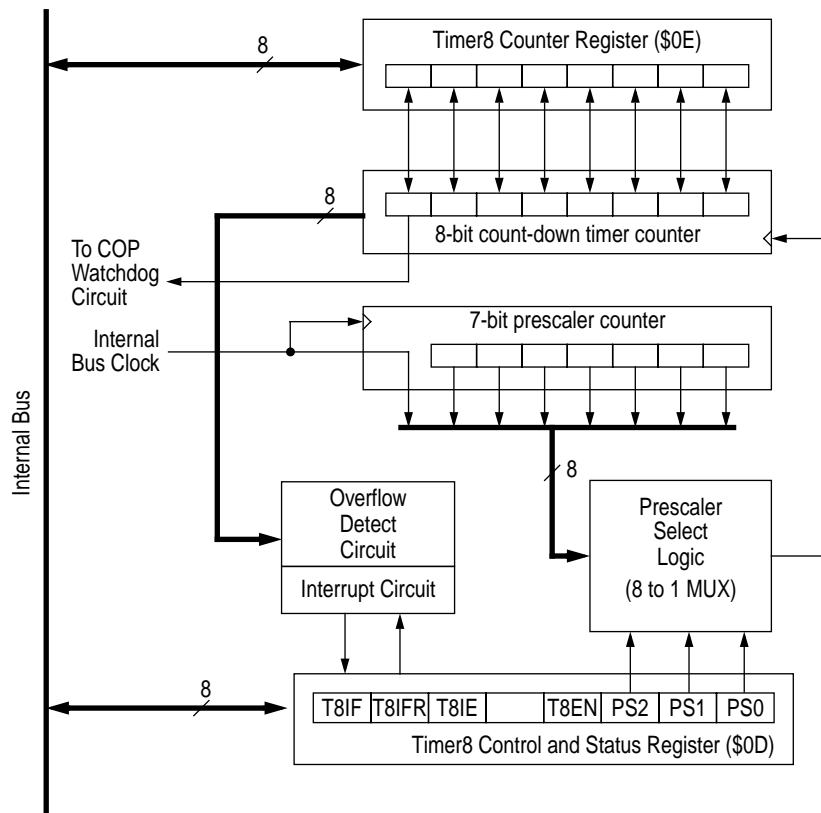 Timer8 Counter Register ($0E)
8
8
8-bit count-down timer counter
To COP
Watchdog
Circuit
7-bit prescaler counter
Internal
Bus Clock
Internal Bus
8
Overflow
Detect
Circuit
Interrupt Circuit
Prescaler
Select
Logic
(8 to 1 MUX)
8
T8IF T8IFR T8IE T8EN PS2 PS1 PS0
Timer8 Control and Status Register ($0D)